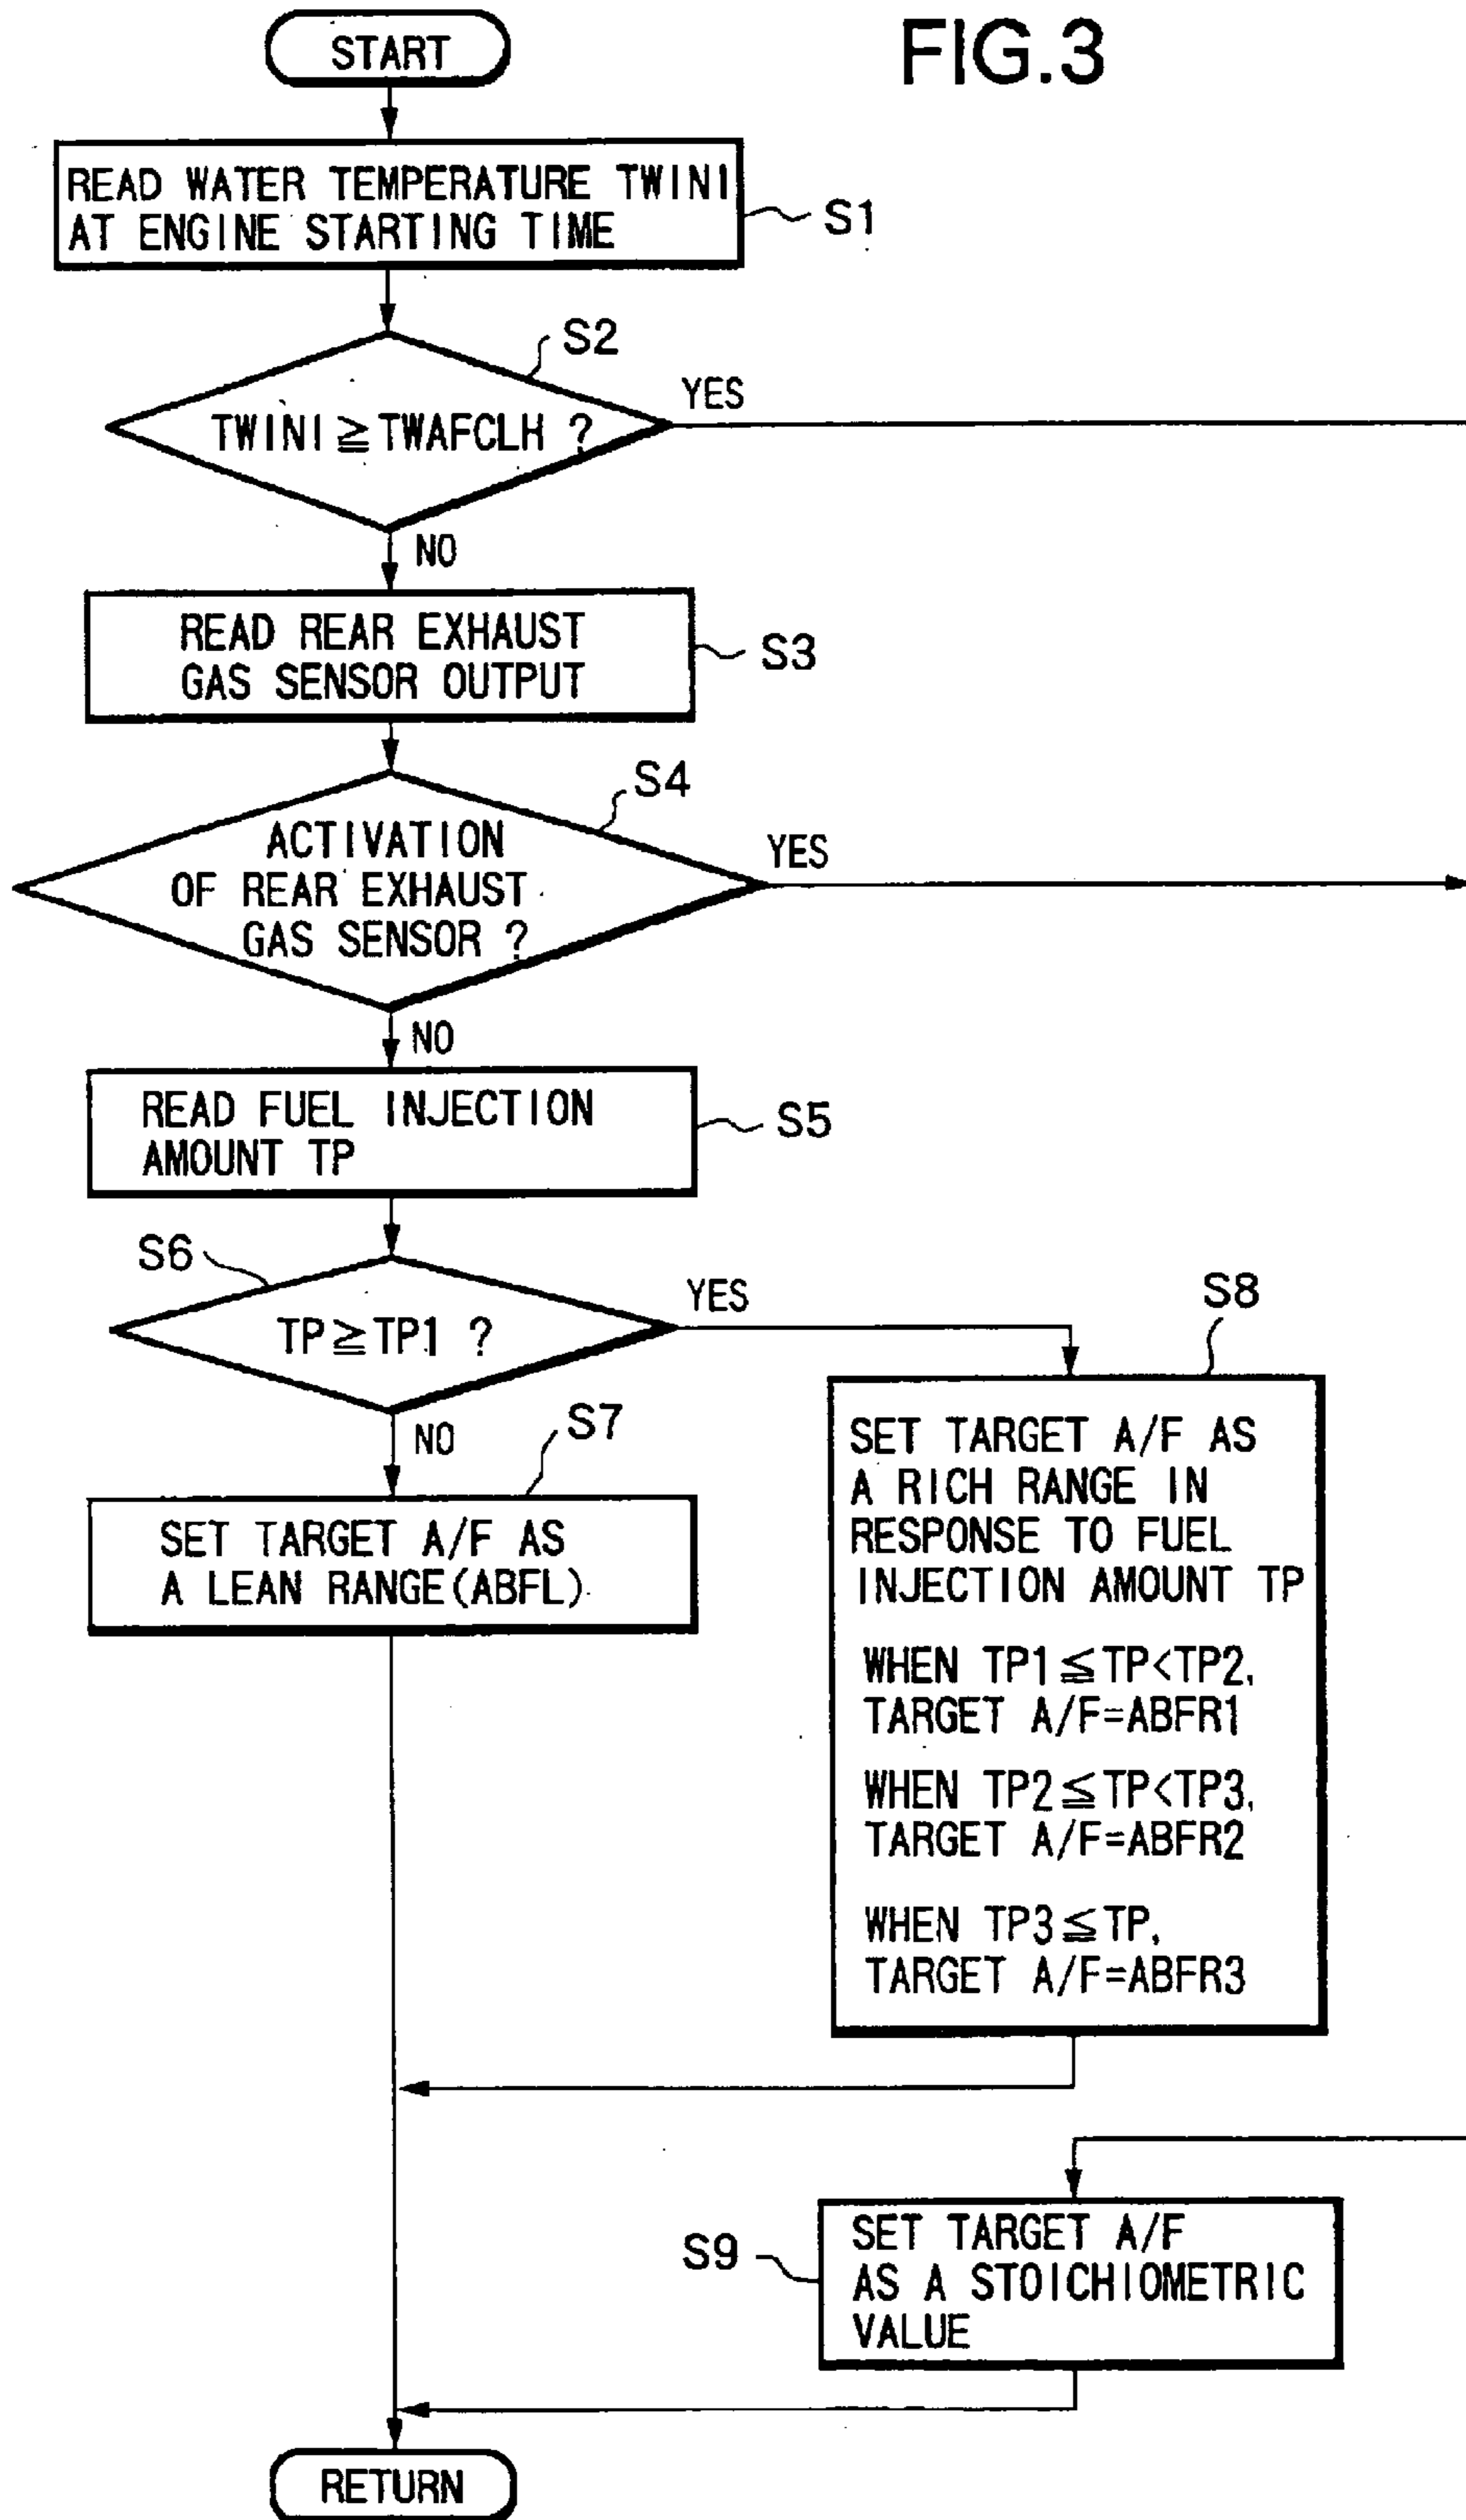 FIG.3
START
READ WATER TEMPERATURE TWINI
AT ENGINE STARTING TIME
S1
S2
TWINI≧TWAFCLH ?
YES
NO
READ REAR EXHAUST
GAS SENSOR OUTPUT
S3
S4
ACTIVATION
OF REAR EXHAUST
GAS SENSOR ?
YES
NO
READ FUEL INJECTION
AMOUNT TP
S5
S6
TP≧TP1 ?
YES
NO
S7
SET TARGET A/F AS
A LEAN RANGE(ABFL)
S8
SET TARGET A/F AS
A RICH RANGE IN
RESPONSE TO FUEL
INJECTION AMOUNT TP
WHEN TP1≦TP<TP2,
TARGET A/F=ABFR1
WHEN TP2≦TP<TP3,
TARGET A/F=ABFR2
WHEN TP3≦TP,
TARGET A/F=ABFR3
S9
SET TARGET A/F
AS A STOICHIOMETRIC
VALUE
RETURN